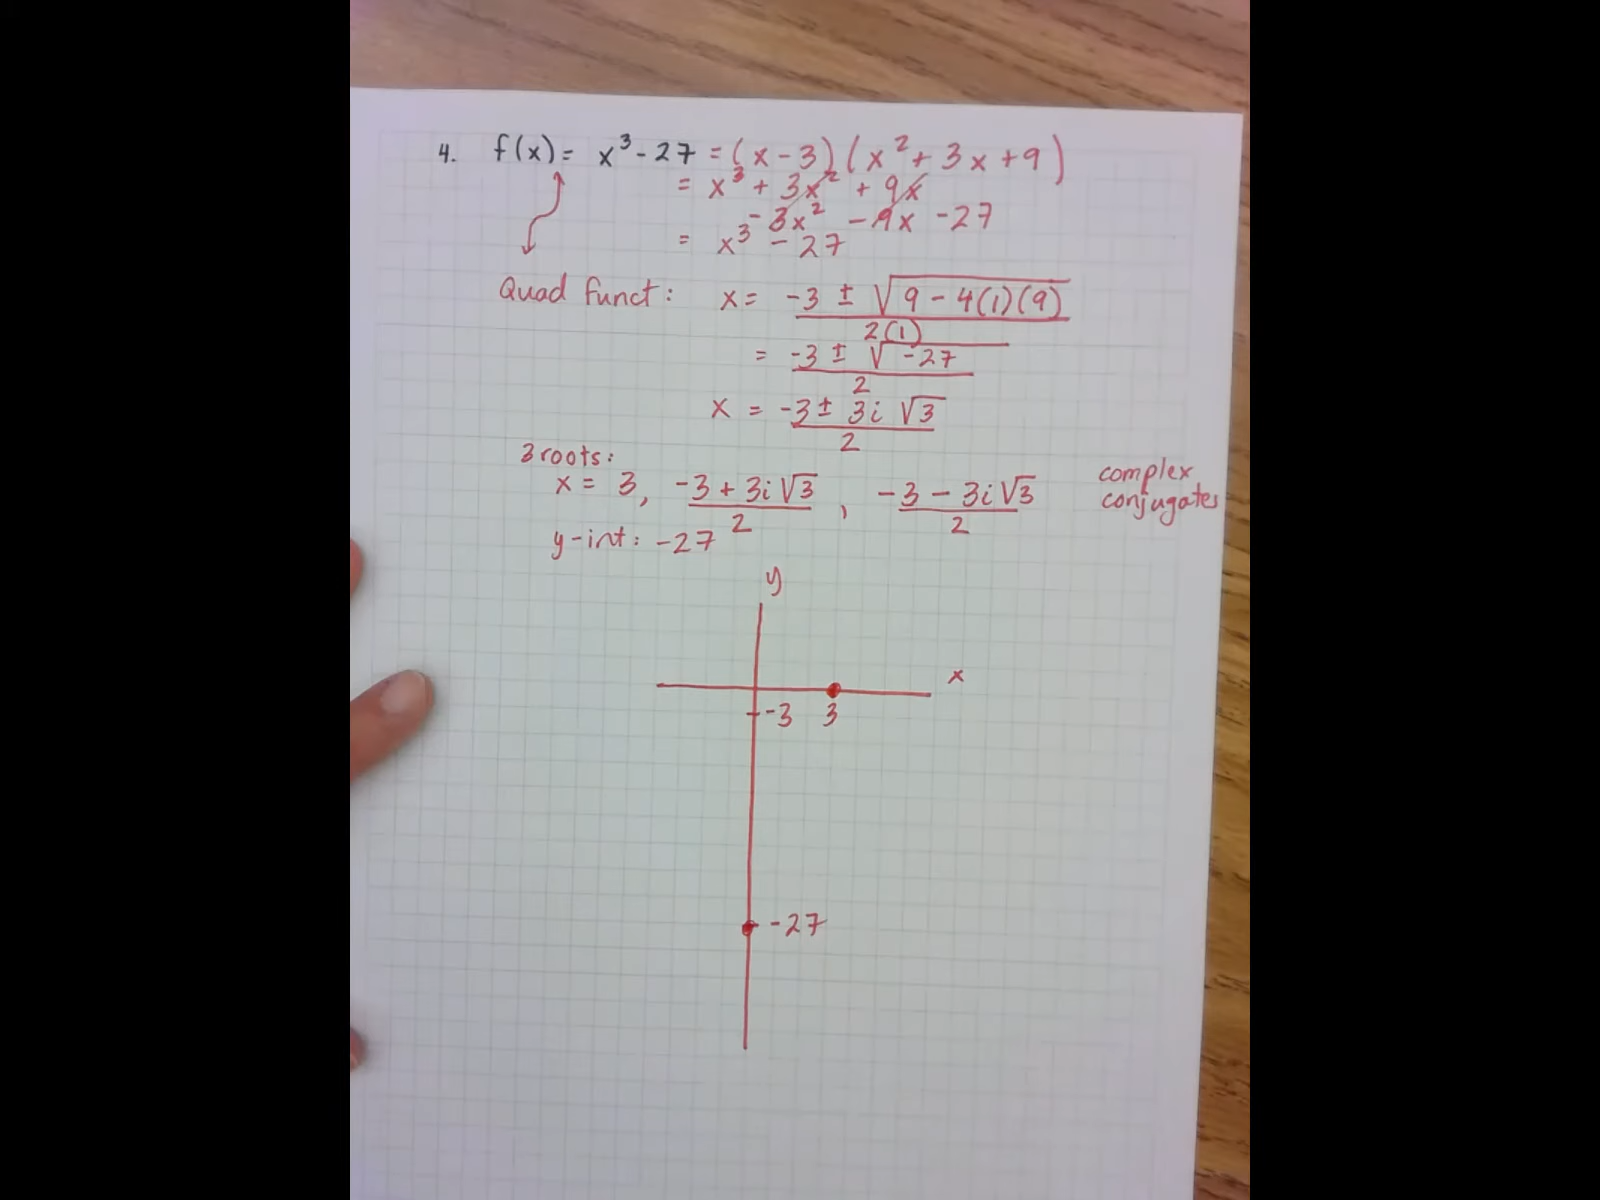 4. f(x) = x³ - 27 = (x - 3)(x² + 3x + 9)
= x³ + 3x² + 9x
- 3x² - 9x - 27
= x³ - 27
Quad funct: x = (-3 ± √(9 - 4(1)(9)))/2(1)
= (-3 ± √-27)/2
x = (-3 ± 3i√3)/2
3 roots:
x = 3, (-3 + 3i√3)/2, (-3 - 3i√3)/2 complex conjugates
y-int: -27
y
x
-3 3
-27